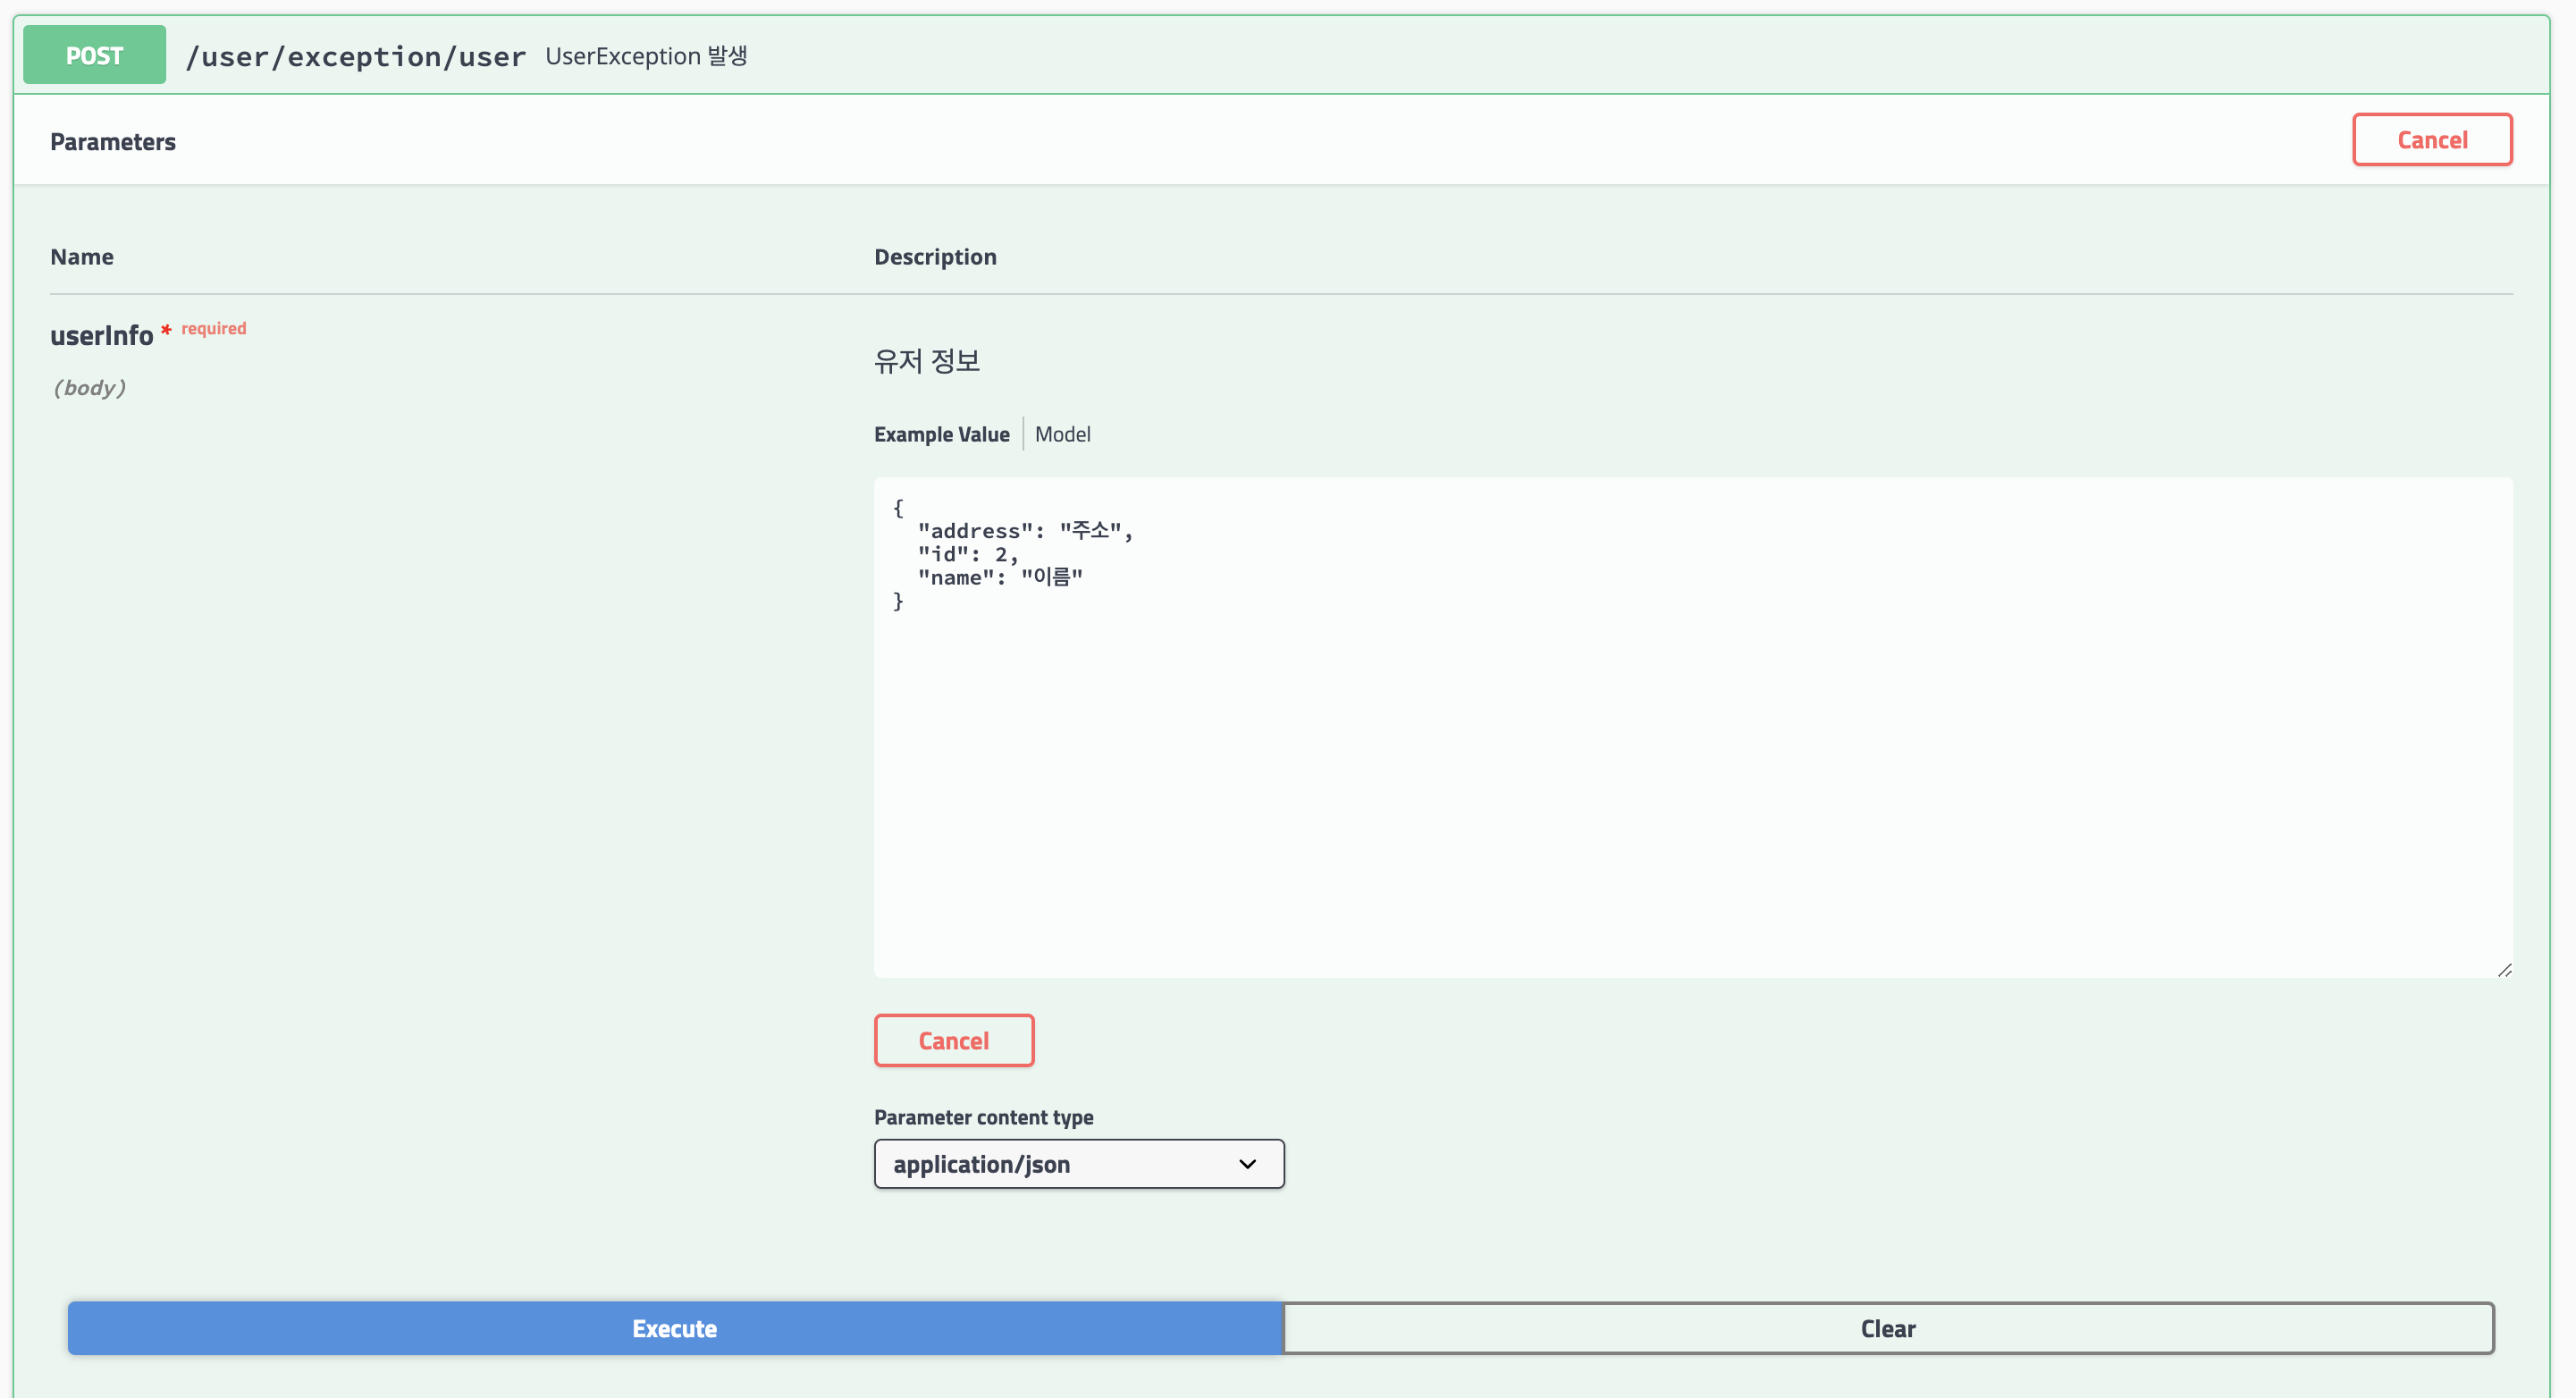 POST /user/exception/user UserException 발생
Parameters
Cancel
Name Description
userInfo * required
(body)
유저 정보
Example Value Model
{
"address": "주소",
"id": 2,
"name": "이름"
}
Cancel
Parameter content type
application/json
Execute Clear